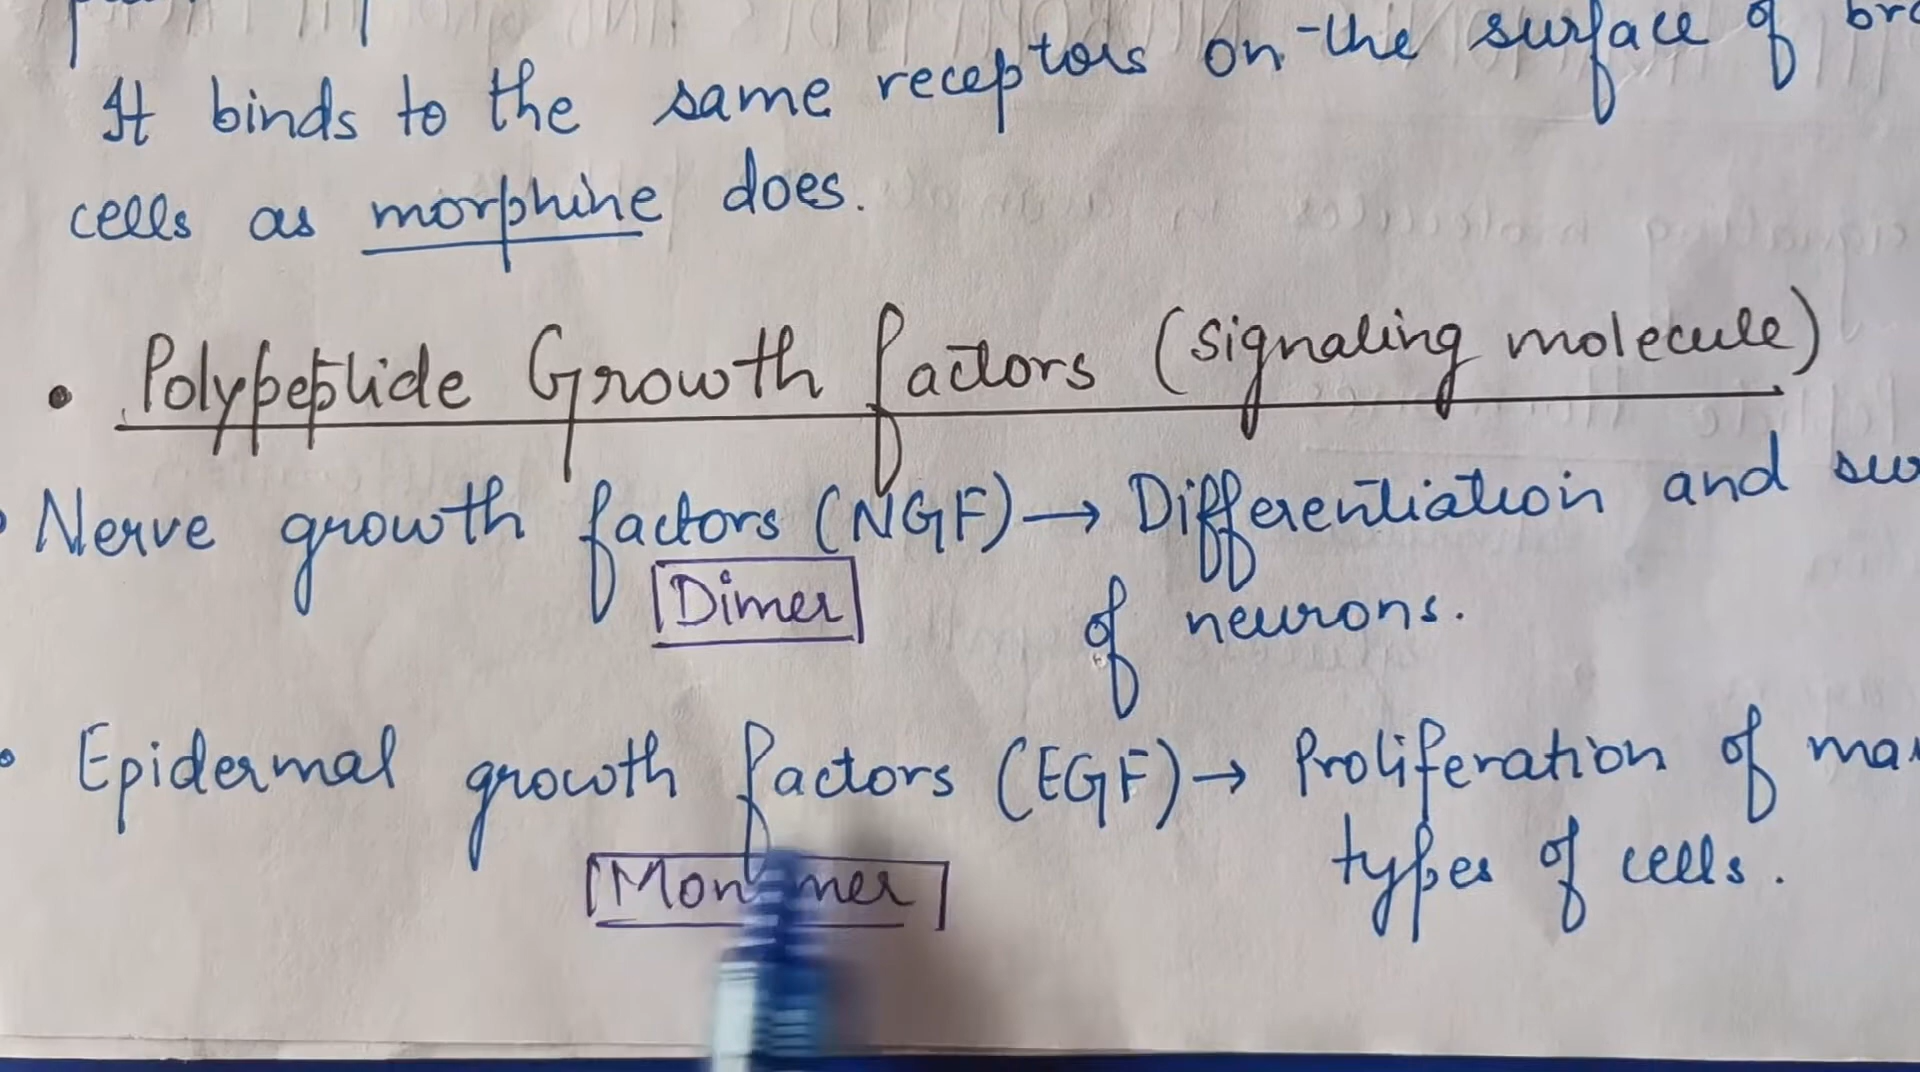 It binds to the same receptors on the surface of
cells as morphine does.
• Polypeptide Growth factors (signaling molecule)
Nerve growth factors (NGF) → Differentiation and
Dimer
of neurons.
• Epidermal growth factors (EGF) → Proliferation of
Monomer
types of cells.